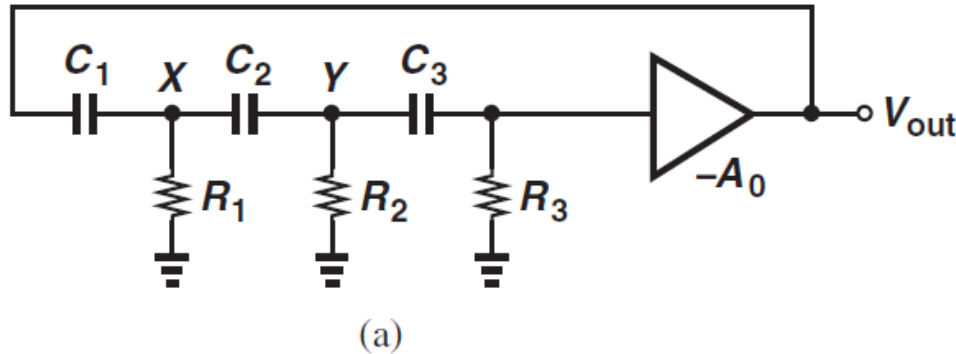 C1 X C2 Y C3
Vout
–A0
R1 R2 R3
(a)